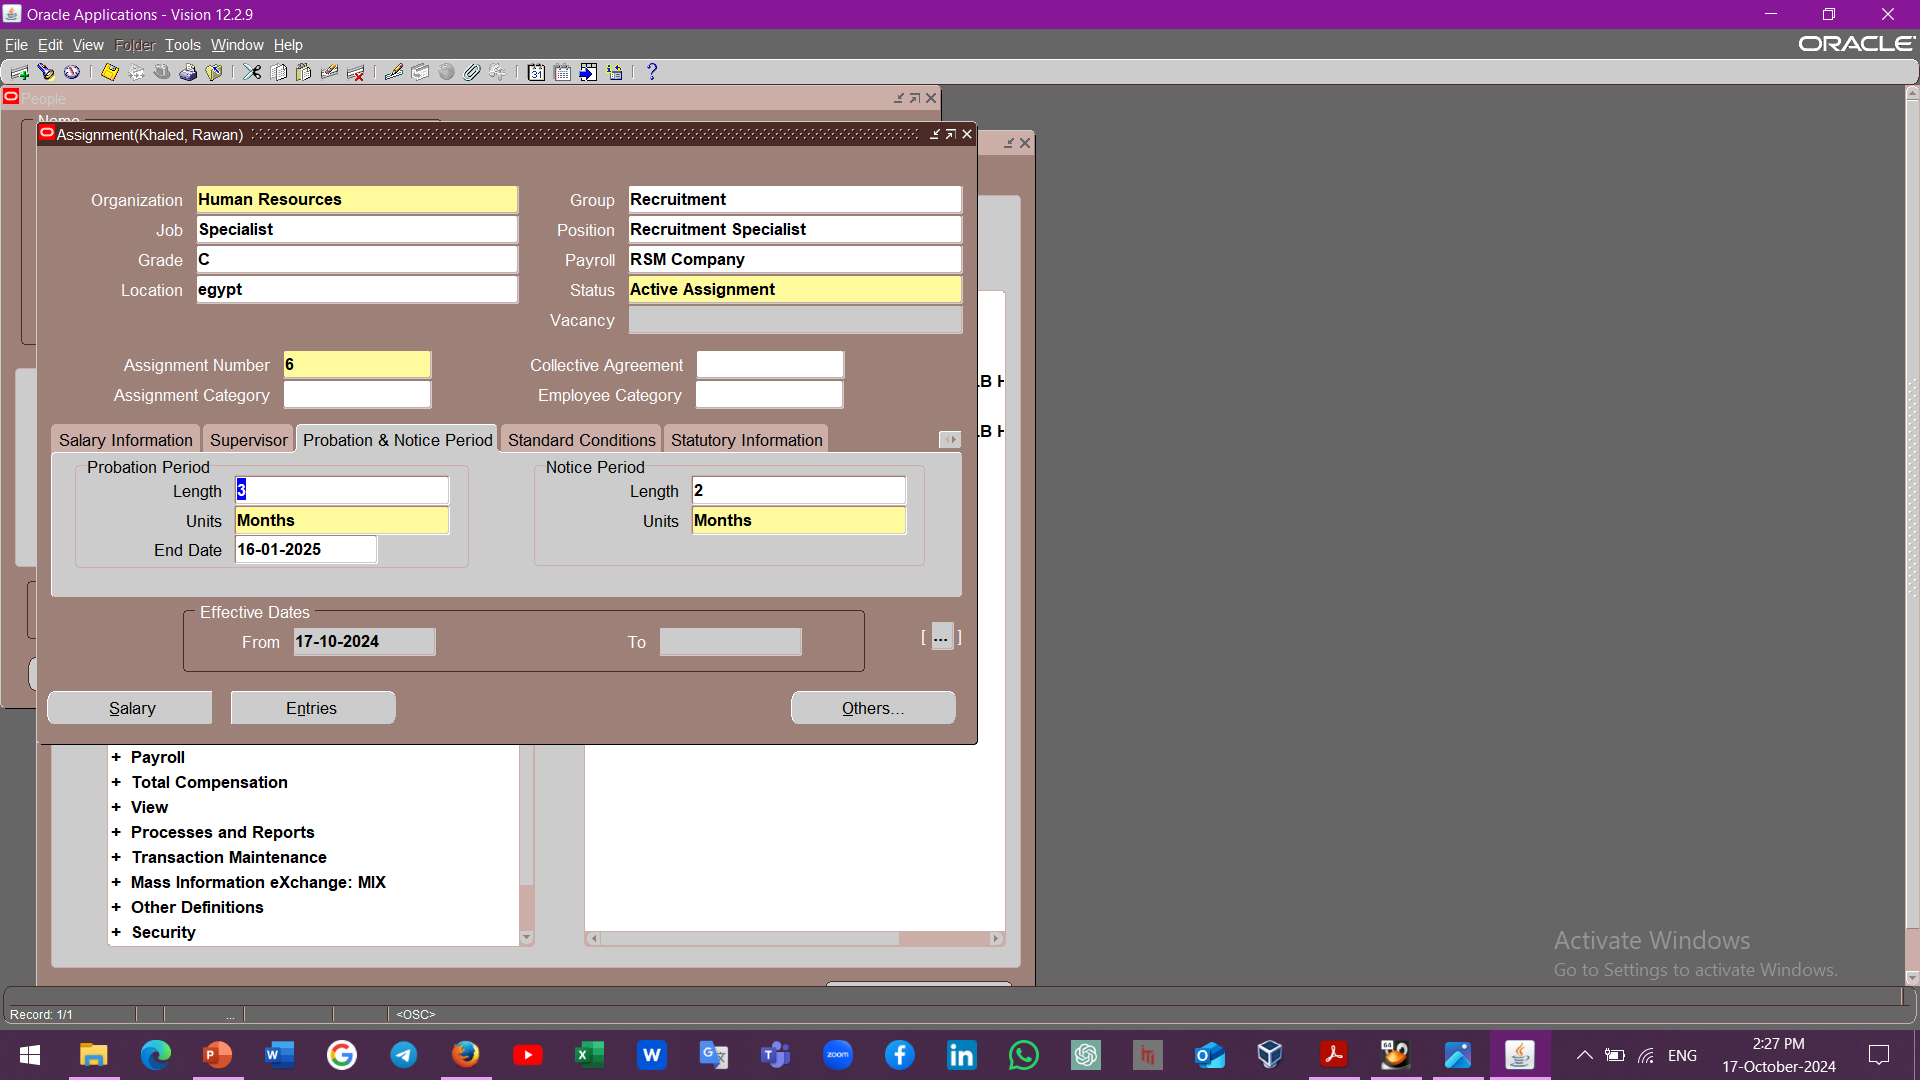 Oracle Applications - Vision 12.2.9
File Edit View Folder Tools Window Help
ORACLE
People
Name
Assignment(Khaled, Rawan)
Organization Human Resources Group Recruitment
Job Specialist Position Recruitment Specialist
Grade C Payroll RSM Company
Location egypt Status Active Assignment
Vacancy
Assignment Number 6 Collective Agreement
Assignment Category Employee Category
Salary Information Supervisor Probation & Notice Period Standard Conditions Statutory Information
Probation Period Notice Period
Length 3 Length 2
Units Months Units Months
End Date 16-01-2025
Effective Dates
From 17-10-2024 To [ ... ]
Salary Entries Others...
+ Payroll
+ Total Compensation
+ View
+ Processes and Reports
+ Transaction Maintenance
+ Mass Information eXchange: MIX
+ Other Definitions
+ Security
Activate Windows
Go to Settings to activate Windows.
Record: 1/1 ... <OSC>
ENG
2:27 PM
17-October-2024